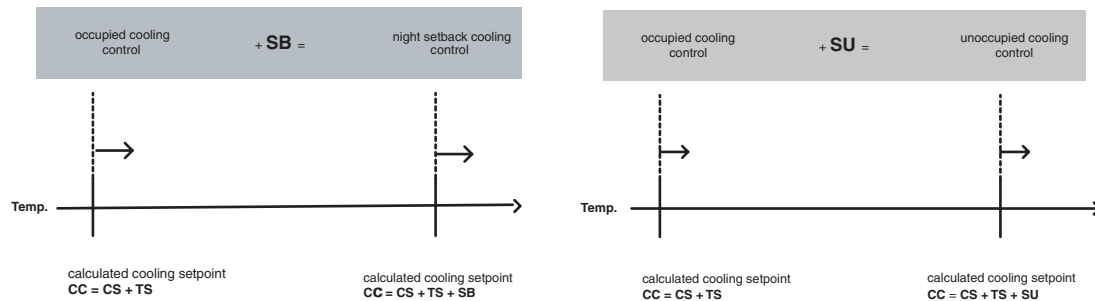 occupied cooling
control
+ SB =
night setback cooling
control
Temp.
calculated cooling setpoint
CC = CS + TS
calculated cooling setpoint
CC = CS + TS + SB
occupied cooling
control
+ SU =
unoccupied cooling
control
Temp.
calculated cooling setpoint
CC = CS + TS
calculated cooling setpoint
CC = CS + TS + SU